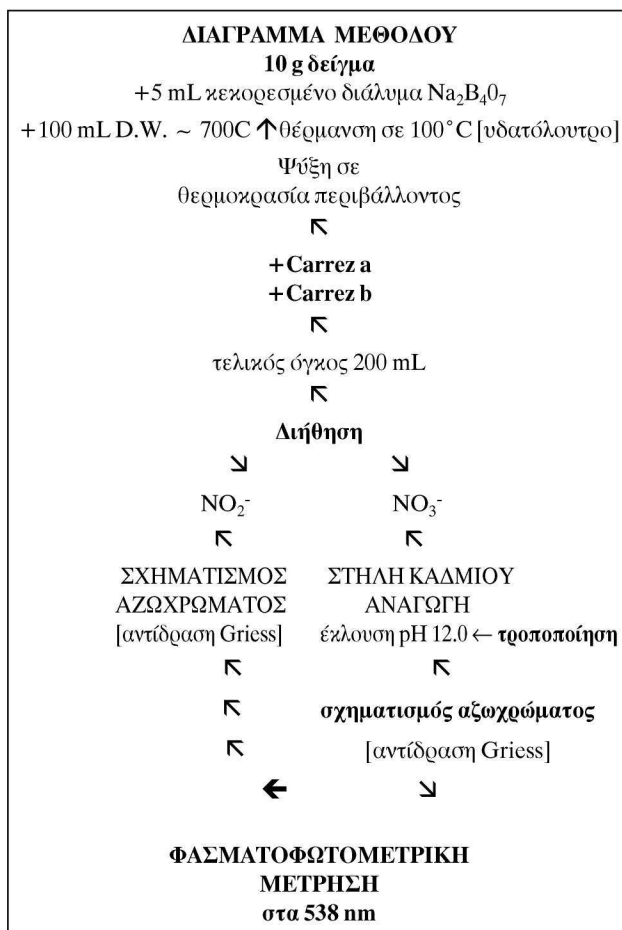 ΔΙΑΓΡΑΜΜΑ ΜΕΘΟΔΟΥ
10 g δείγμα
+5 mL κεκορεσμένο διάλυμα Na₂B₄0₇
+100 mL D.W. ~ 700C ↑ θέρμανση σε 100°C [υδατόλουτρο]
Ψύξη σε
θερμοκρασία περιβάλλοντος
↖
+Carrez a
+Carrez b
↖
τελικός όγκος 200 mL
↖
Διήθηση
↘ ↘
NO₂⁻ NO₃⁻
↖ ↖
ΣΧΗΜΑΤΙΣΜΟΣ ΣΤΗΛΗ ΚΑΔΜΙΟΥ
ΑΖΩΧΡΩΜΑΤΟΣ ΑΝΑΓΩΓΗ
[αντίδραση Griess] έκλουση pH 12.0 ← τροποποίηση
↖ ↖
↖ σχηματισμός αζωχρώματος
↖ [αντίδραση Griess]
← ↘
ΦΑΣΜΑΤΟΦΩΤΟΜΕΤΡΙΚΗ
ΜΕΤΡΗΣΗ
στα 538 nm